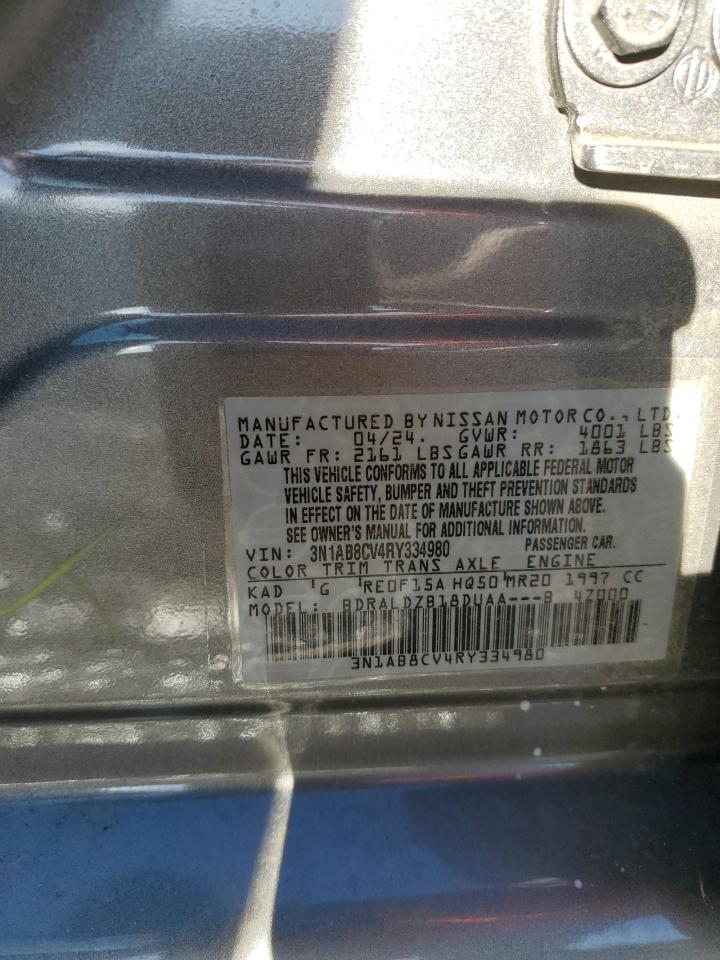 MANUFACTURED BY NISSAN MOTOR CO., LTD.
DATE: 04/24. GVWR: 4001 LBS
GAWR FR: 2161 LBS GAWR RR: 1863 LBS
THIS VEHICLE CONFORMS TO ALL APPLICABLE FEDERAL MOTOR
VEHICLE SAFETY, BUMPER AND THEFT PREVENTION STANDARDS
IN EFFECT ON THE DATE OF MANUFACTURE SHOWN ABOVE.
SEE OWNER'S MANUAL FOR ADDITIONAL INFORMATION.
VIN: 3N1AB8CV4RY334980 PASSENGER CAR.
COLOR TRIM TRANS AXLE ENGINE
KAD G RE0F15A HQ50 MR20 1997 CC
MODEL: BDRALDZB18DUAA---B 47000
3N1AB8CV4RY334980